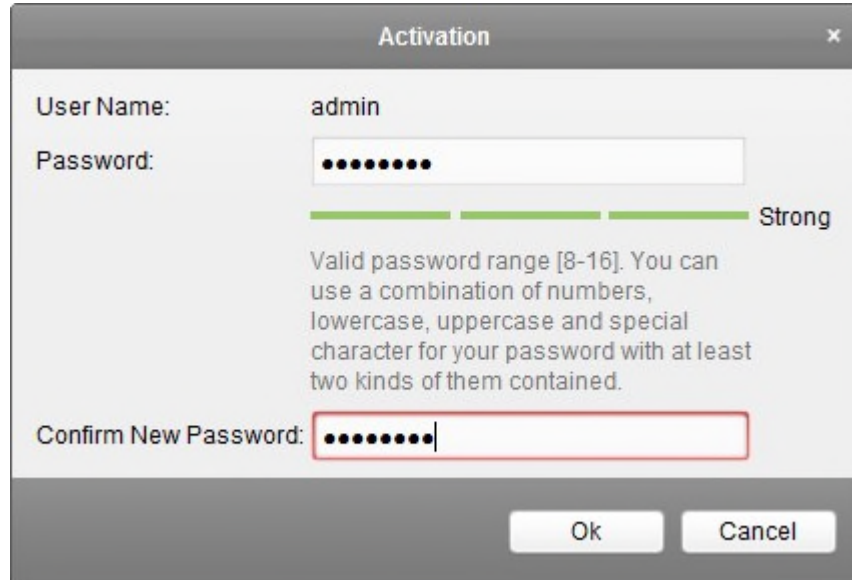 Activation ×
User Name: admin
Password: ●●●●●●●●
Strong
Valid password range [8-16]. You can
use a combination of numbers,
lowercase, uppercase and special
character for your password with at least
two kinds of them contained.
Confirm New Password: ●●●●●●●●
Ok Cancel